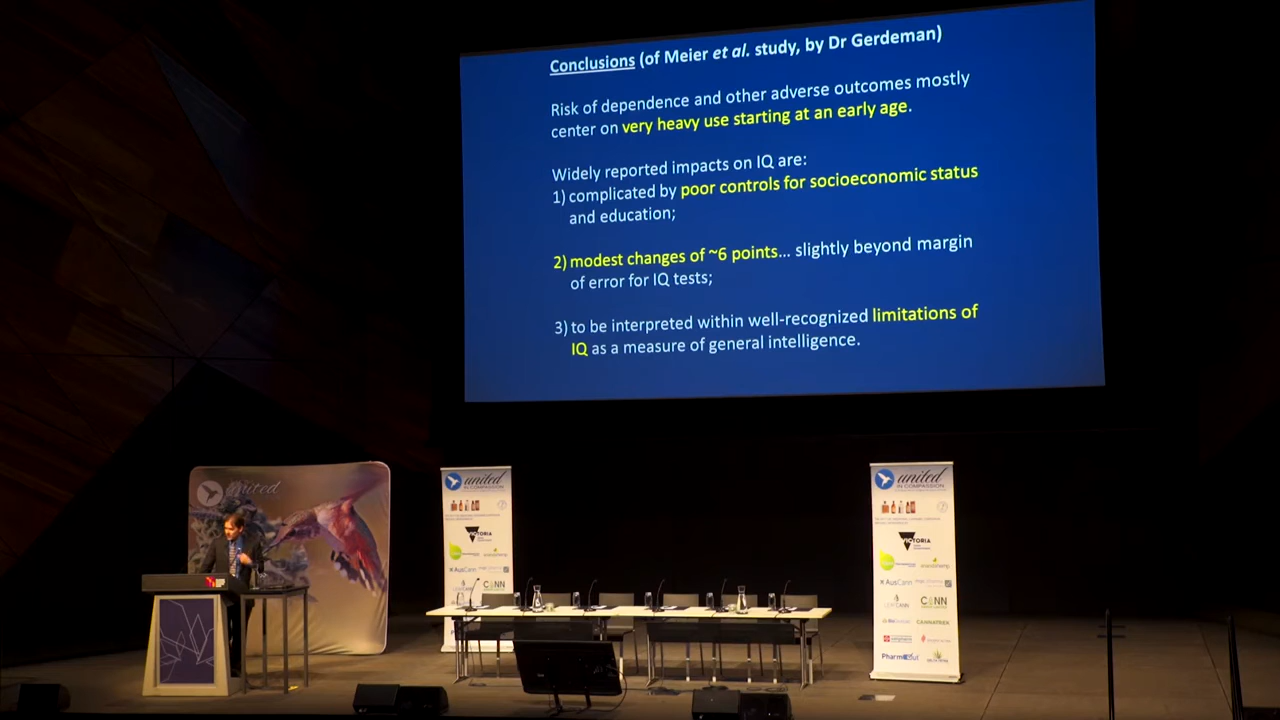 Conclusions (of Meier et al. study, by Dr Gerdeman)
Risk of dependence and other adverse outcomes mostly
center on very heavy use starting at an early age.
Widely reported impacts on IQ are:
1) complicated by poor controls for socioeconomic status
and education;
2) modest changes of ~6 points... slightly beyond margin
of error for IQ tests;
3) to be interpreted within well-recognized limitations of
IQ as a measure of general intelligence.
united
united
IN COMPASSION
VICTORIA
AusCann
CANN
united
IN COMPASSION
VICTORIA
AusCann
CANN
CANNATREK